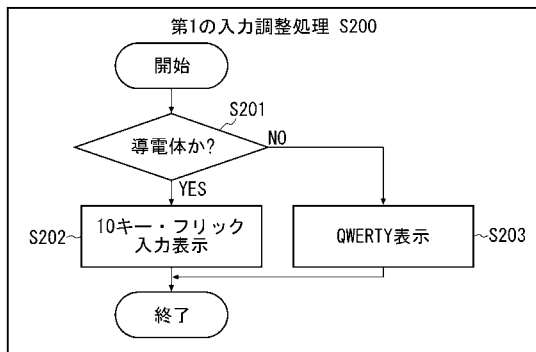 第1の入力調整処理 S200
開始
S201
導電体か?
NO
YES
S202
10キー・フリック
入力表示
QWERTY表示
S203
終了